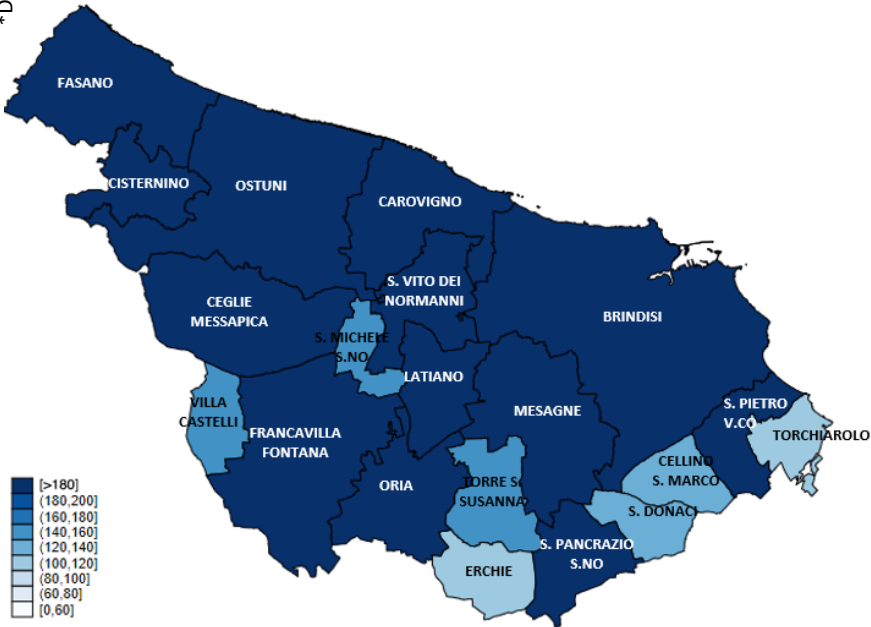 *D
FASANO
CISTERNINO
OSTUNI
CAROVIGNO
S. VITO DEI
NORMANNI
CEGLIE
MESSAPICA
BRINDISI
S. MICHELE
S.NO
LATIANO
VILLA
CASTELLI
FRANCAVILLA
FONTANA
MESAGNE
S. PIETRO
V.CO
TORCHIAROLO
CELLINO
S. MARCO
ORIA
TORRE S.
SUSANNA
S. DONACI
S. PANCRAZIO
S.NO
ERCHIE
[>180]
(180,200]
(160,180]
(140,160]
(120,140]
(100,120]
(80,100]
(60,80]
[0,60]